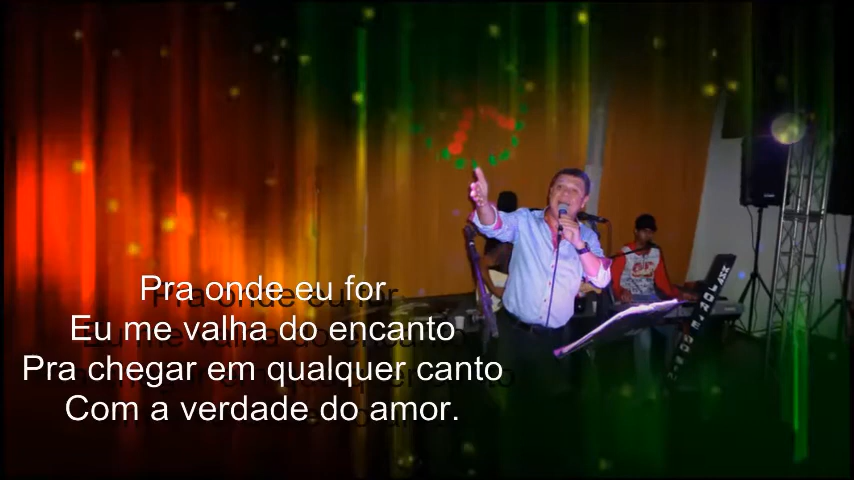 Pra onde eu for
Eu me valha do encanto
Pra chegar em qualquer canto
Com a verdade do amor.